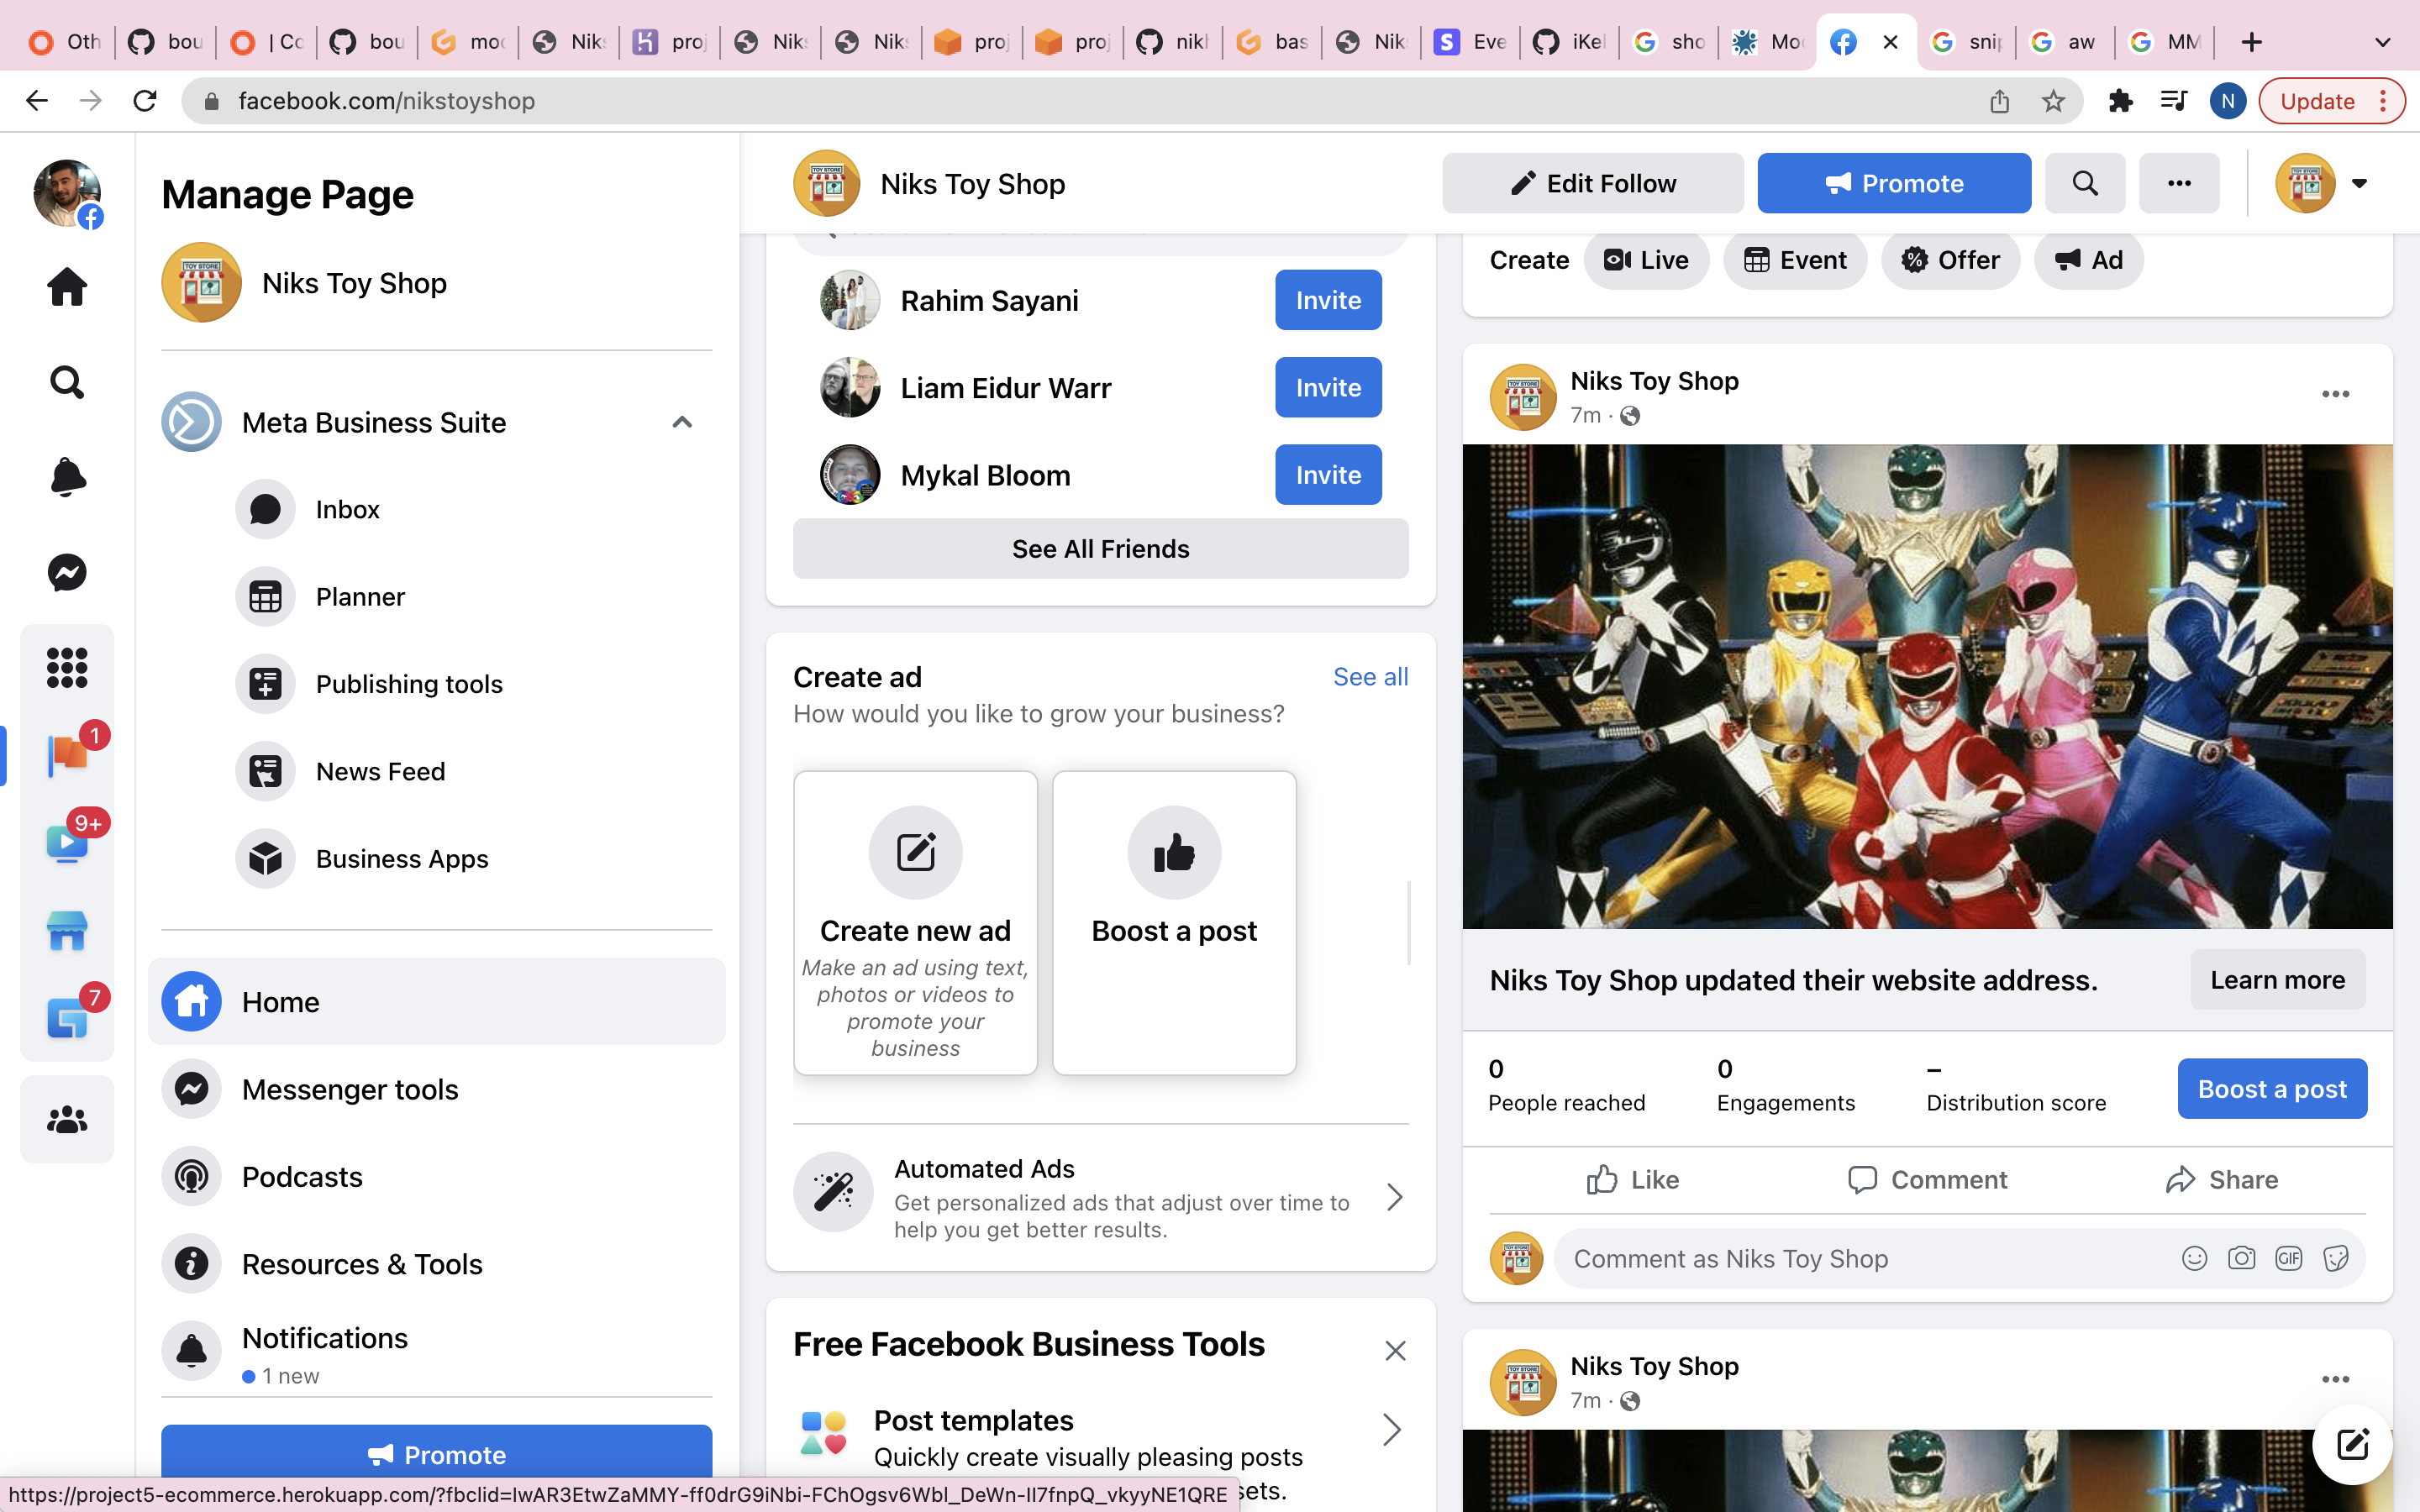 Oth
bou
| Co
bou
moc
Niks
proj
Niks
Niks
proj
proj
nikh
bas
Nik
Eve
iKel
sho
Moc
snip
aw
MM
facebook.com/nikstoyshop
N
Update
Manage Page
Niks Toy Shop
Meta Business Suite
Inbox
Planner
Publishing tools
News Feed
Business Apps
Home
Messenger tools
Podcasts
Resources & Tools
Notifications
1 new
Promote
1
9+
7
Niks Toy Shop
Edit Follow
Promote
Rahim Sayani
Invite
Liam Eidur Warr
Invite
Mykal Bloom
Invite
See All Friends
Create ad
See all
How would you like to grow your business?
Create new ad
Make an ad using text,
photos or videos to
promote your
business
Boost a post
Automated Ads
Get personalized ads that adjust over time to
help you get better results.
Free Facebook Business Tools
Post templates
Quickly create visually pleasing posts
sets.
Create
Live
Event
Offer
Ad
Niks Toy Shop
7m ·
Niks Toy Shop updated their website address.
Learn more
0
People reached
0
Engagements
–
Distribution score
Boost a post
Like
Comment
Share
Comment as Niks Toy Shop
GIF
Niks Toy Shop
7m ·
https://project5-ecommerce.herokuapp.com/?fbclid=IwAR3EtwZaMMY-ff0drG9iNbi-FChOgsv6Wbl_DeWn-Il7fnpQ_vkyyNE1QRE